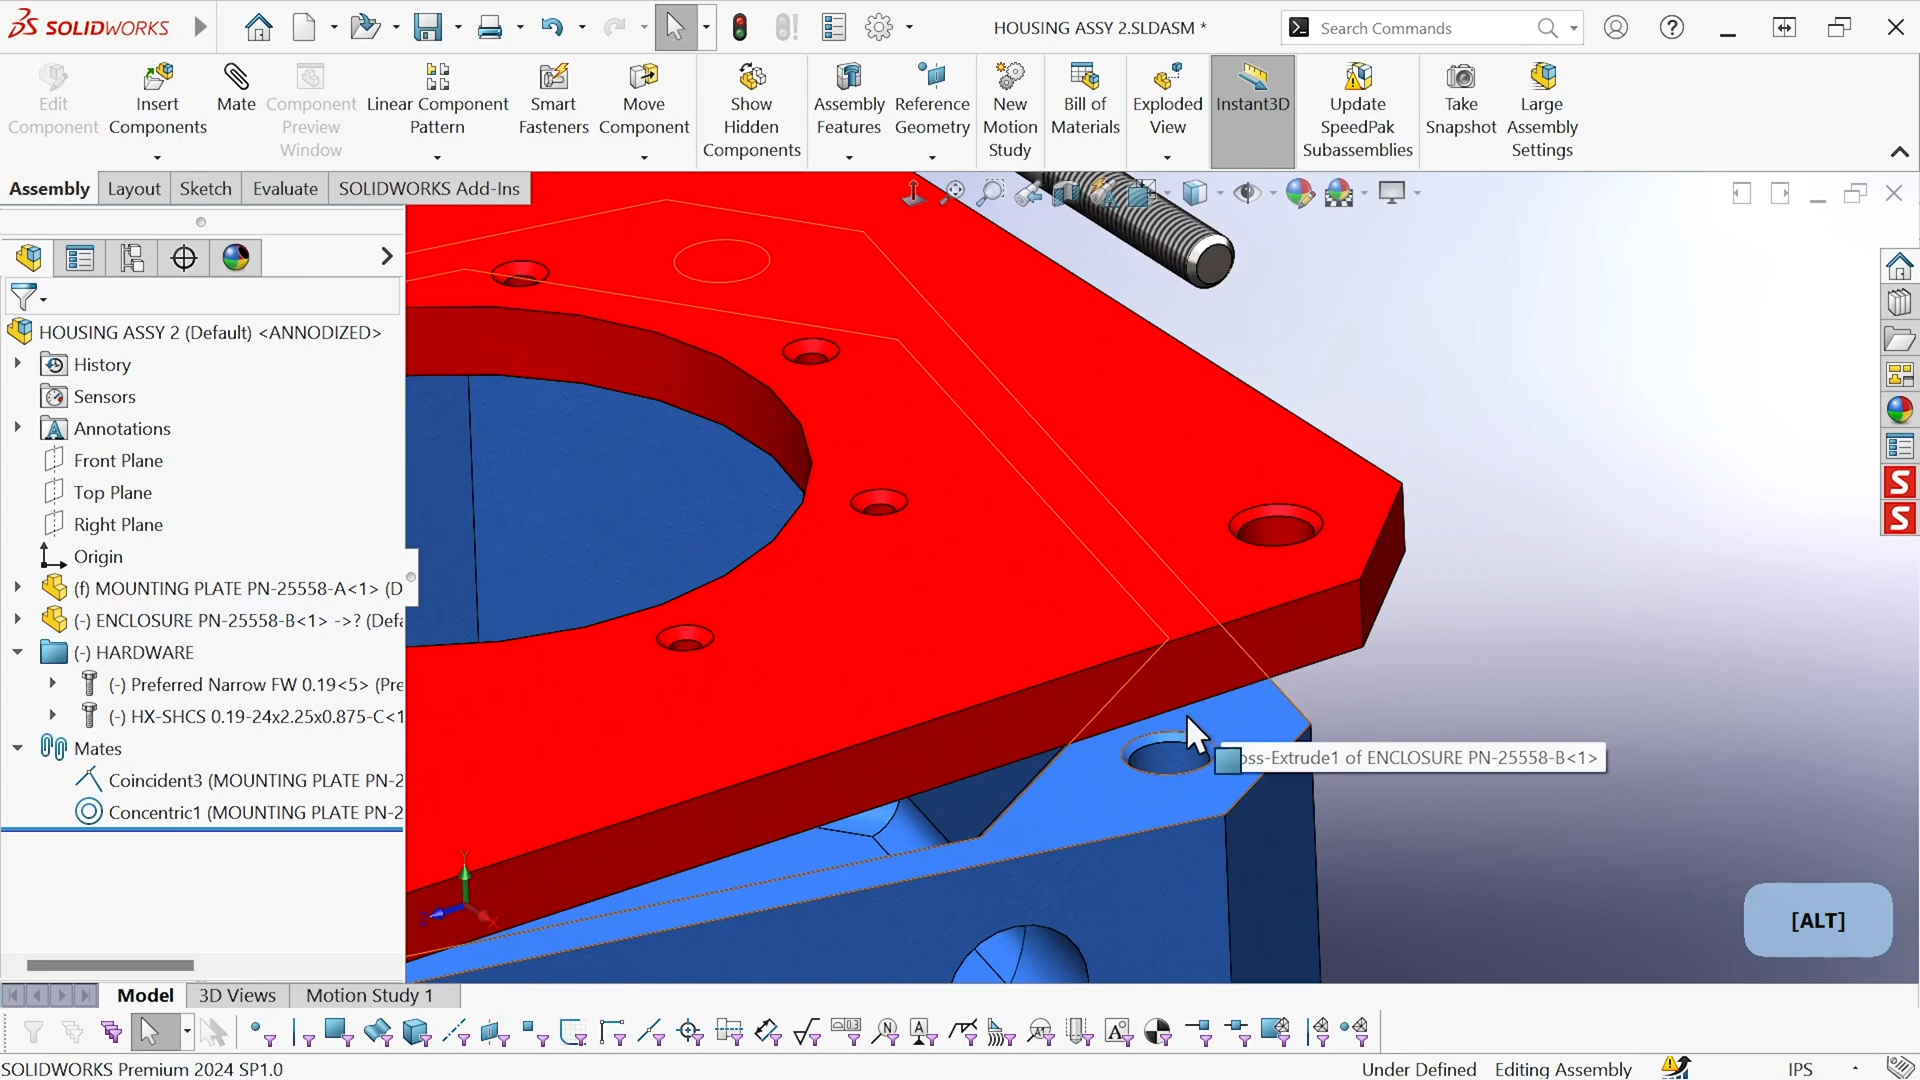 SOLIDWORKS
HOUSING ASSY 2.SLDASM *
Search Commands
Edit Component
Insert Components
Mate
Component Preview Window
Linear Component Pattern
Smart Fasteners
Move Component
Show Hidden Components
Assembly Features
Reference Geometry
New Motion Study
Bill of Materials
Exploded View
Instant3D
Update SpeedPak Subassemblies
Take Snapshot
Large Assembly Settings
Assembly
Layout
Sketch
Evaluate
SOLIDWORKS Add-Ins
HOUSING ASSY 2 (Default) <ANNODIZED>
History
Sensors
Annotations
Front Plane
Top Plane
Right Plane
Origin
(f) MOUNTING PLATE PN-25558-A<1> (D
(-) ENCLOSURE PN-25558-B<1> ->? (Defa
(-) HARDWARE
(-) Preferred Narrow FW 0.19<5> (Pre
(-) HX-SHCS 0.19-24x2.25x0.875-C<1
Mates
Coincident3 (MOUNTING PLATE PN-2
Concentric1 (MOUNTING PLATE PN-2
oss-Extrude1 of ENCLOSURE PN-25558-B<1>
[ALT]
Model
3D Views
Motion Study 1
SOLIDWORKS Premium 2024 SP1.0
Under Defined
Editing Assembly
IPS